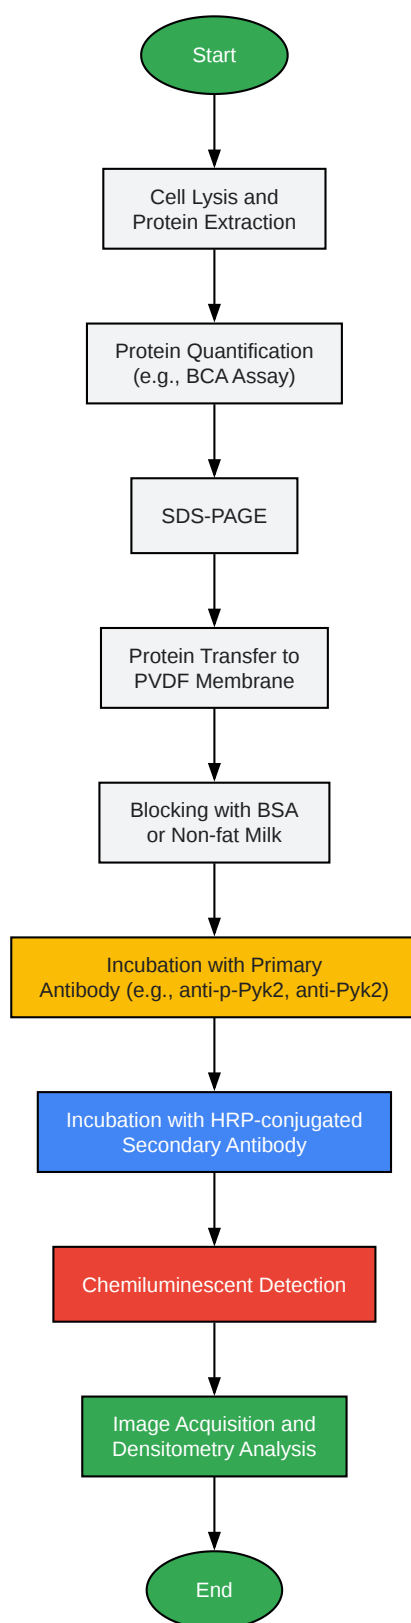 Start
Cell Lysis and
Protein Extraction
Protein Quantification
(e.g., BCA Assay)
SDS-PAGE
Protein Transfer to
PVDF Membrane
Blocking with BSA
or Non-fat Milk
Incubation with Primary
Antibody (e.g., anti-p-Pyk2, anti-Pyk2)
Incubation with HRP-conjugated
Secondary Antibody
Chemiluminescent Detection
Image Acquisition and
Densitometry Analysis
End